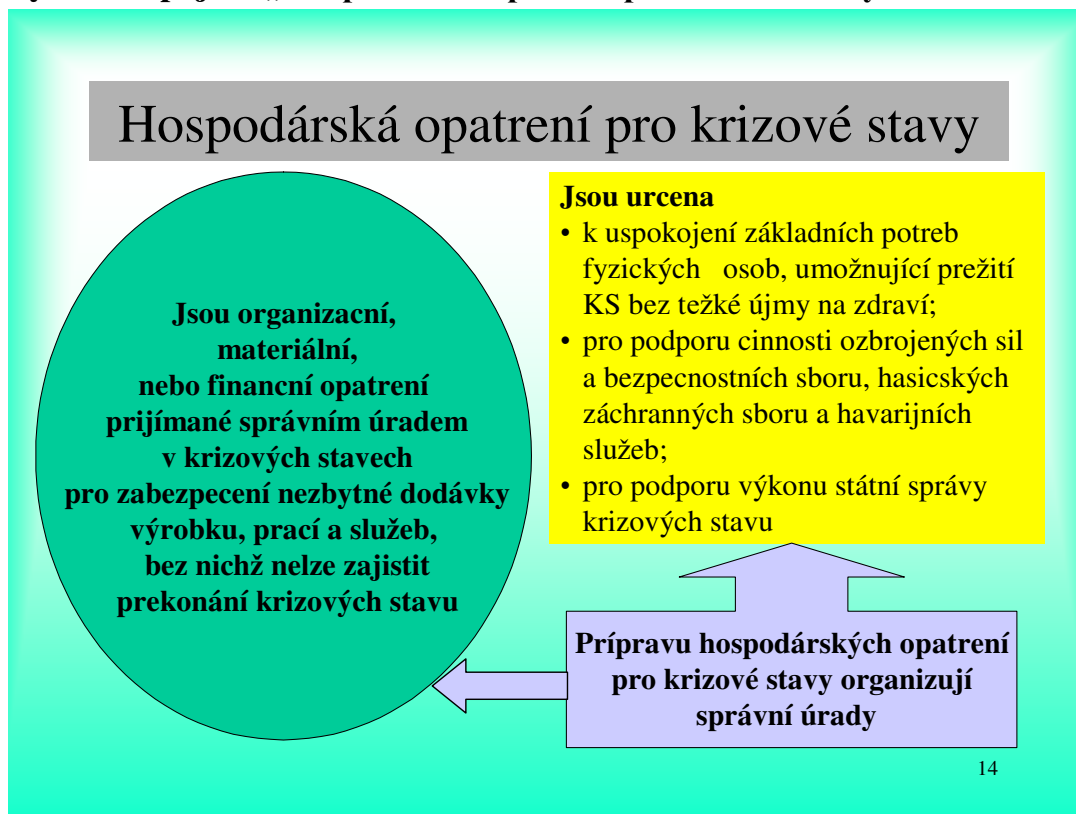 Hospodárská opatrení pro krizové stavy
Jsou organizacní,
materiální,
nebo financní opatrení
prijímané správním úradem
v krizových stavech
pro zabezpecení nezbytné dodávky
výrobku, prací a služeb,
bez nichž nelze zajistit
prekonání krizových stavu
Jsou urcena
• k uspokojení základních potreb
fyzických osob, umožnující prežití
KS bez težké újmy na zdraví;
• pro podporu cinnosti ozbrojených sil
a bezpecnostních sboru, hasicských
záchranných sboru a havarijních
služeb;
• pro podporu výkonu státní správy
krizových stavu
Prípravu hospodárských opatrení
pro krizové stavy organizují
správní úrady
14